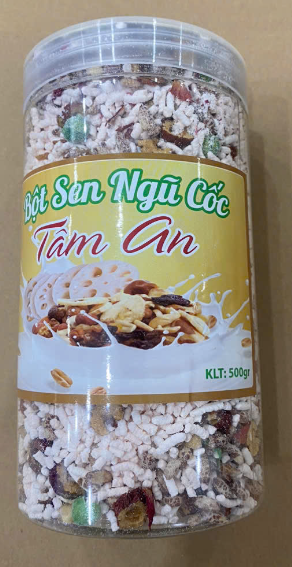 Bột Sen Ngũ Cốc
Tâm An
KLT: 500gr